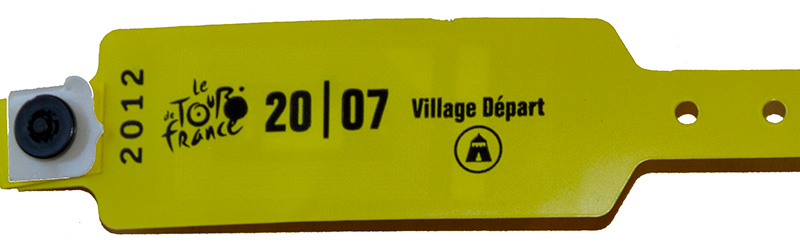 2012
le
TOUR
de
france
20|07
Village Départ